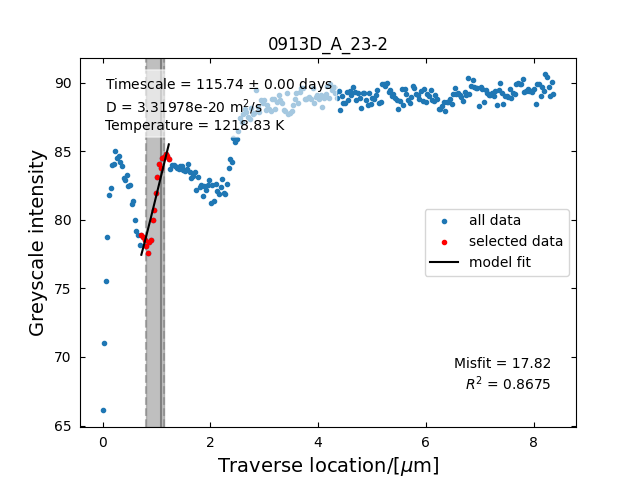 0913D_A_23-2
Timescale = 115.74 ± 0.00 days
D = 3.31978e-20 m²/s
Temperature = 1218.83 K
90
85
80
75
70
65
Greyscale intensity
all data
selected data
model fit
Misfit = 17.82
R² = 0.8675
0 2 4 6 8
Traverse location/[μm]